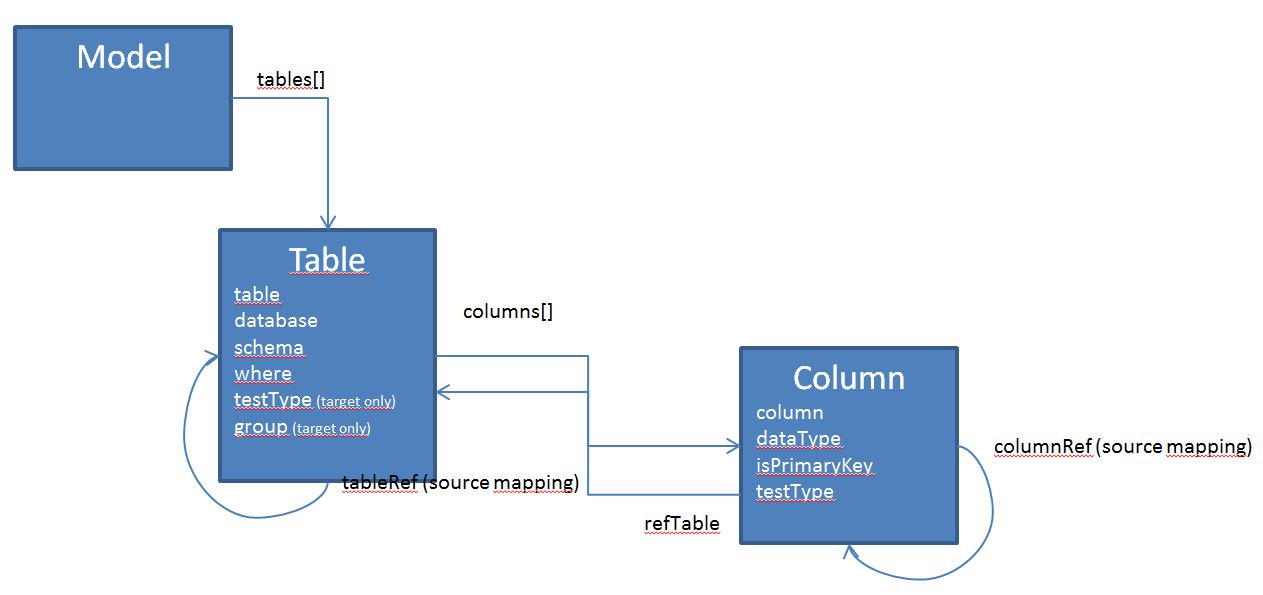 Model
tables[]
Table
table
database
schema
where
testType (target only)
group (target only)
tableRef (source mapping)
columns[]
refTable
Column
column
dataType
isPrimaryKey
testType
columnRef (source mapping)